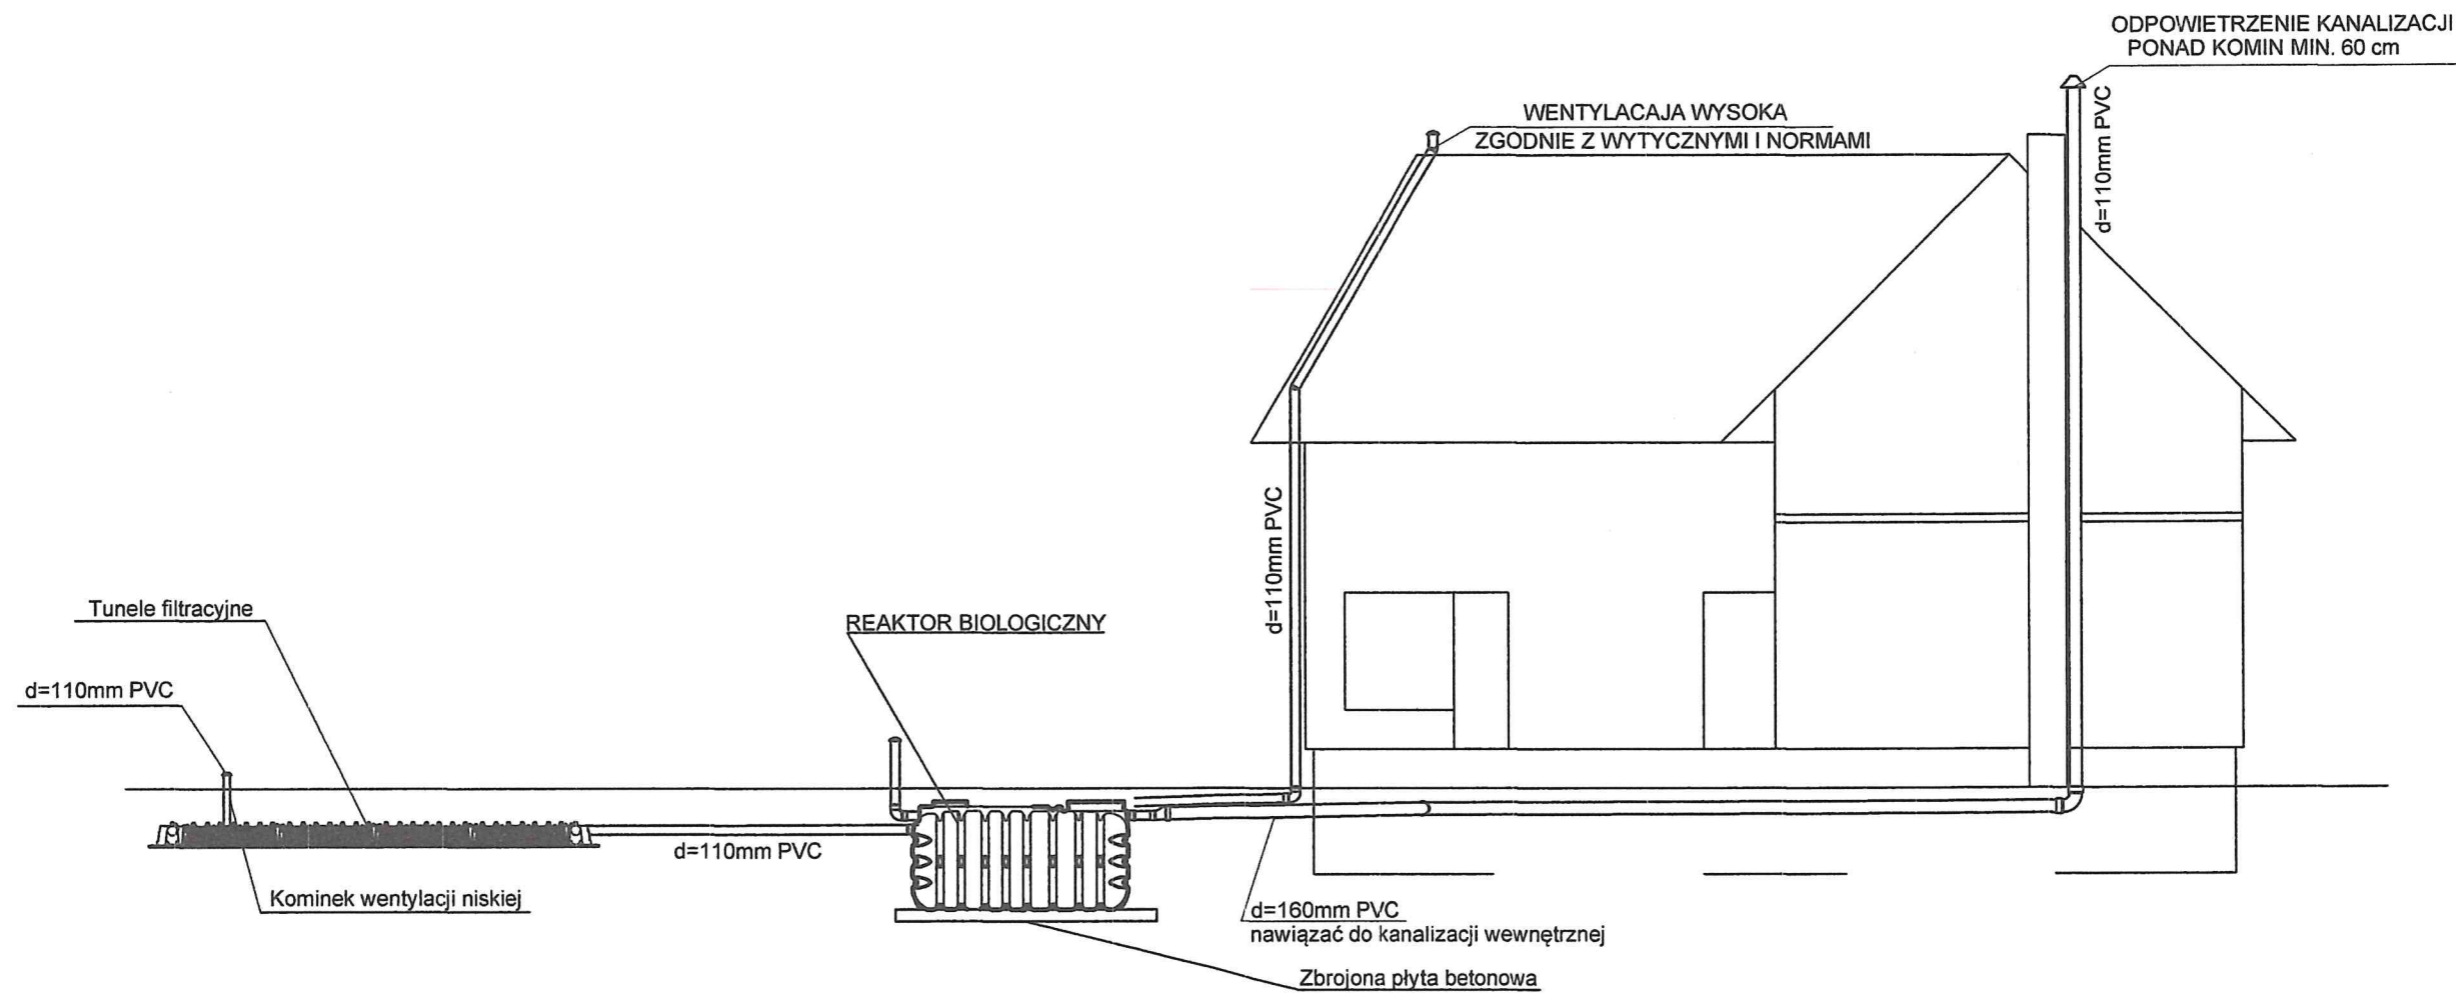 ODPOWIETRZENIE KANALIZACJI
PONAD KOMIN MIN. 60 cm
d=110mm PVC
WENTYLACAJA WYSOKA
ZGODNIE Z WYTYCZNYMI I NORMAMI
d=110mm PVC
Tunele filtracyjne
REAKTOR BIOLOGICZNY
d=110mm PVC
d=110mm PVC
Kominek wentylacji niskiej
d=160mm PVC
nawiązać do kanalizacji wewnętrznej
Zbrojona płyta betonowa